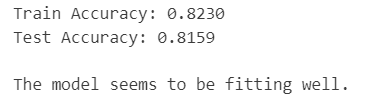 Train Accuracy: 0.8230
Test Accuracy: 0.8159
The model seems to be fitting well.